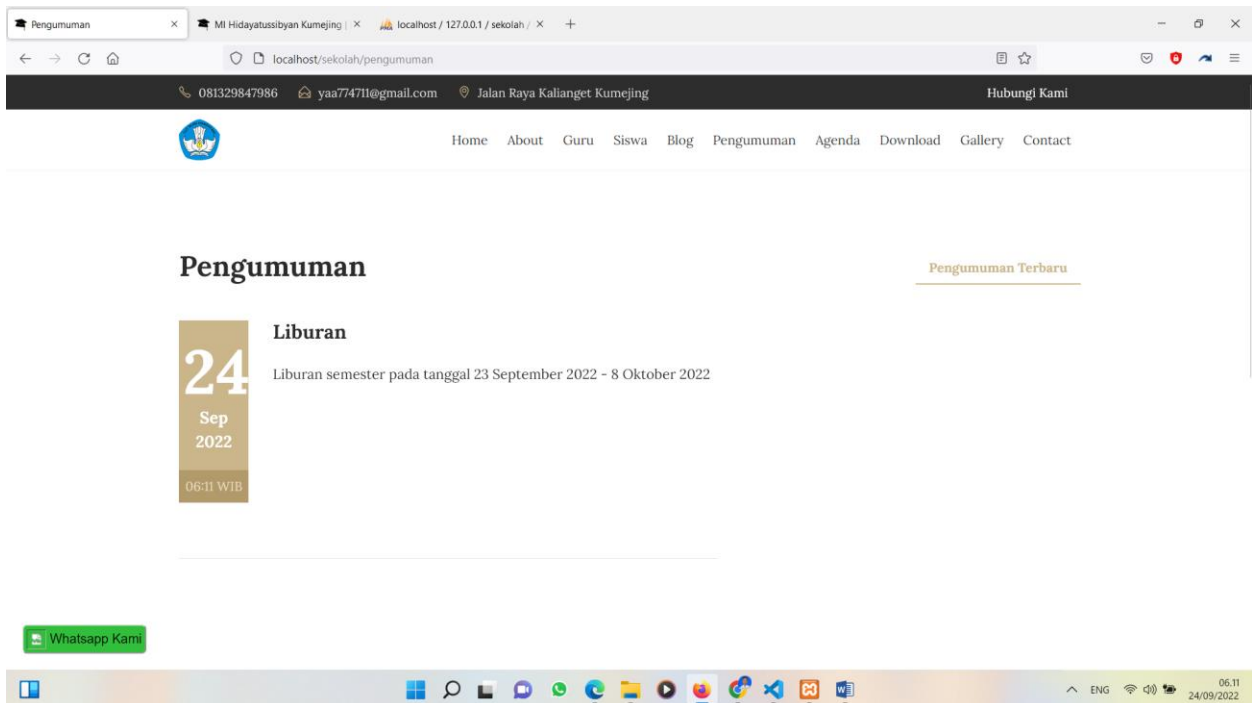 Pengumuman
MI Hidayatussibyan Kumejing |
localhost / 127.0.0.1 / sekolah /
localhost/sekolah/pengumuman
081329847986 yaa774711@gmail.com Jalan Raya Kalianget Kumejing Hubungi Kami
Home About Guru Siswa Blog Pengumuman Agenda Download Gallery Contact
Pengumuman
Pengumuman Terbaru
24
Sep
2022
06:11 WIB
Liburan
Liburan semester pada tanggal 23 September 2022 - 8 Oktober 2022
Whatsapp Kami
ENG
06.11
24/09/2022